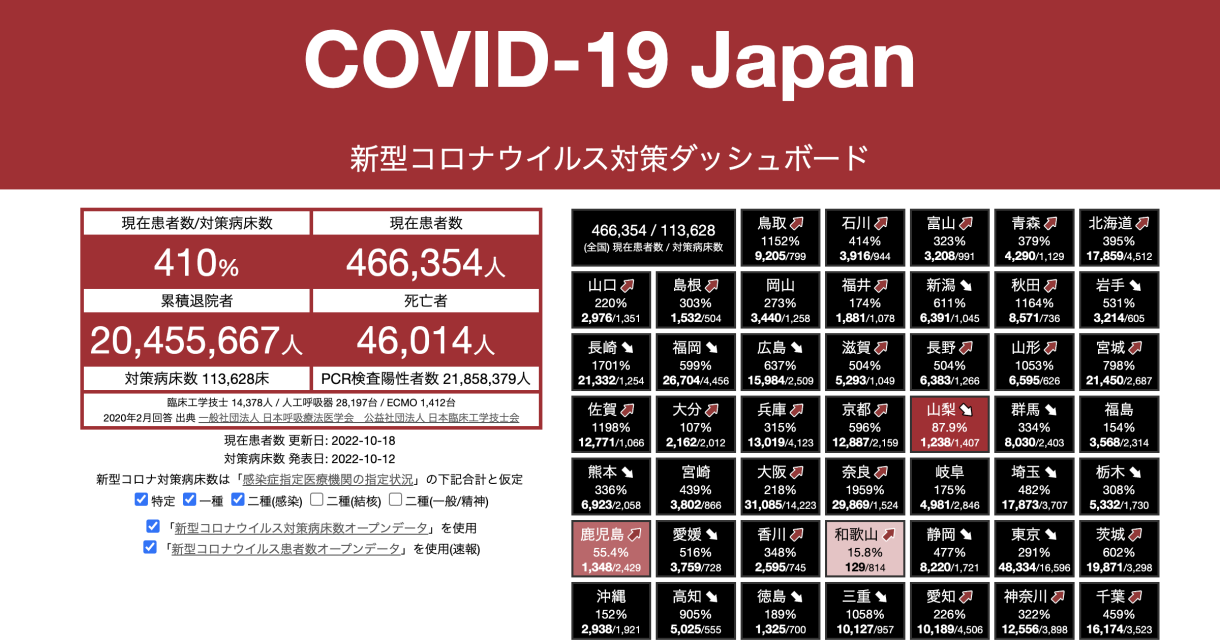 COVID-19 Japan
新型コロナウイルス対策ダッシュボード
現在患者数/対策病床数
現在患者数
410%
466,354人
累積退院者
死亡者
20,455,667人
46,014人
対策病床数 113,628床
PCR検査陽性者数 21,858,379人
臨床工学技士 14,378人 / 人工呼吸器 28,197台 / ECMO 1,412台
2020年2月回答 出典 一般社団法人 日本呼吸療法医学会　公益社団法人 日本臨床工学技士会
現在患者数 更新日: 2022-10-18
対策病床数 発表日: 2022-10-12
新型コロナ対策病床数は「感染症指定医療機関の指定状況」の下記合計と仮定
特定 一種 二種(感染) 二種(結核) 二種(一般/精神)
「新型コロナウイルス対策病床数オープンデータ」を使用
「新型コロナウイルス患者数オープンデータ」を使用(速報)
466,354 / 113,628
(全国) 現在患者数 / 対策病床数
鳥取
1152%
9,205/799
石川
414%
3,916/944
富山
323%
3,208/991
青森
379%
4,290/1,129
北海道
395%
17,859/4,512
山口
220%
2,976/1,351
島根
303%
1,532/504
岡山
273%
3,440/1,258
福井
174%
1,881/1,078
新潟
611%
6,391/1,045
秋田
1164%
8,571/736
岩手
531%
3,214/605
長崎
1701%
21,332/1,254
福岡
599%
26,704/4,456
広島
637%
15,984/2,509
滋賀
504%
5,293/1,049
長野
504%
6,383/1,266
山形
1053%
6,595/626
宮城
798%
21,450/2,687
佐賀
1198%
12,771/1,066
大分
107%
2,162/2,012
兵庫
315%
13,019/4,123
京都
596%
12,887/2,159
山梨
87.9%
1,238/1,407
群馬
334%
8,030/2,403
福島
154%
3,568/2,314
熊本
336%
6,923/2,058
宮崎
439%
3,802/866
大阪
218%
31,085/14,223
奈良
1959%
29,869/1,524
岐阜
175%
4,981/2,846
埼玉
482%
17,873/3,707
栃木
308%
5,332/1,730
鹿児島
55.4%
1,348/2,429
愛媛
516%
3,759/728
香川
348%
2,595/745
和歌山
15.8%
129/814
静岡
477%
8,220/1,721
東京
291%
48,334/16,596
茨城
602%
19,871/3,298
沖縄
152%
2,938/1,921
高知
905%
5,025/555
徳島
189%
1,325/700
三重
1058%
10,127/957
愛知
226%
10,189/4,506
神奈川
322%
12,556/3,898
千葉
459%
16,174/3,523